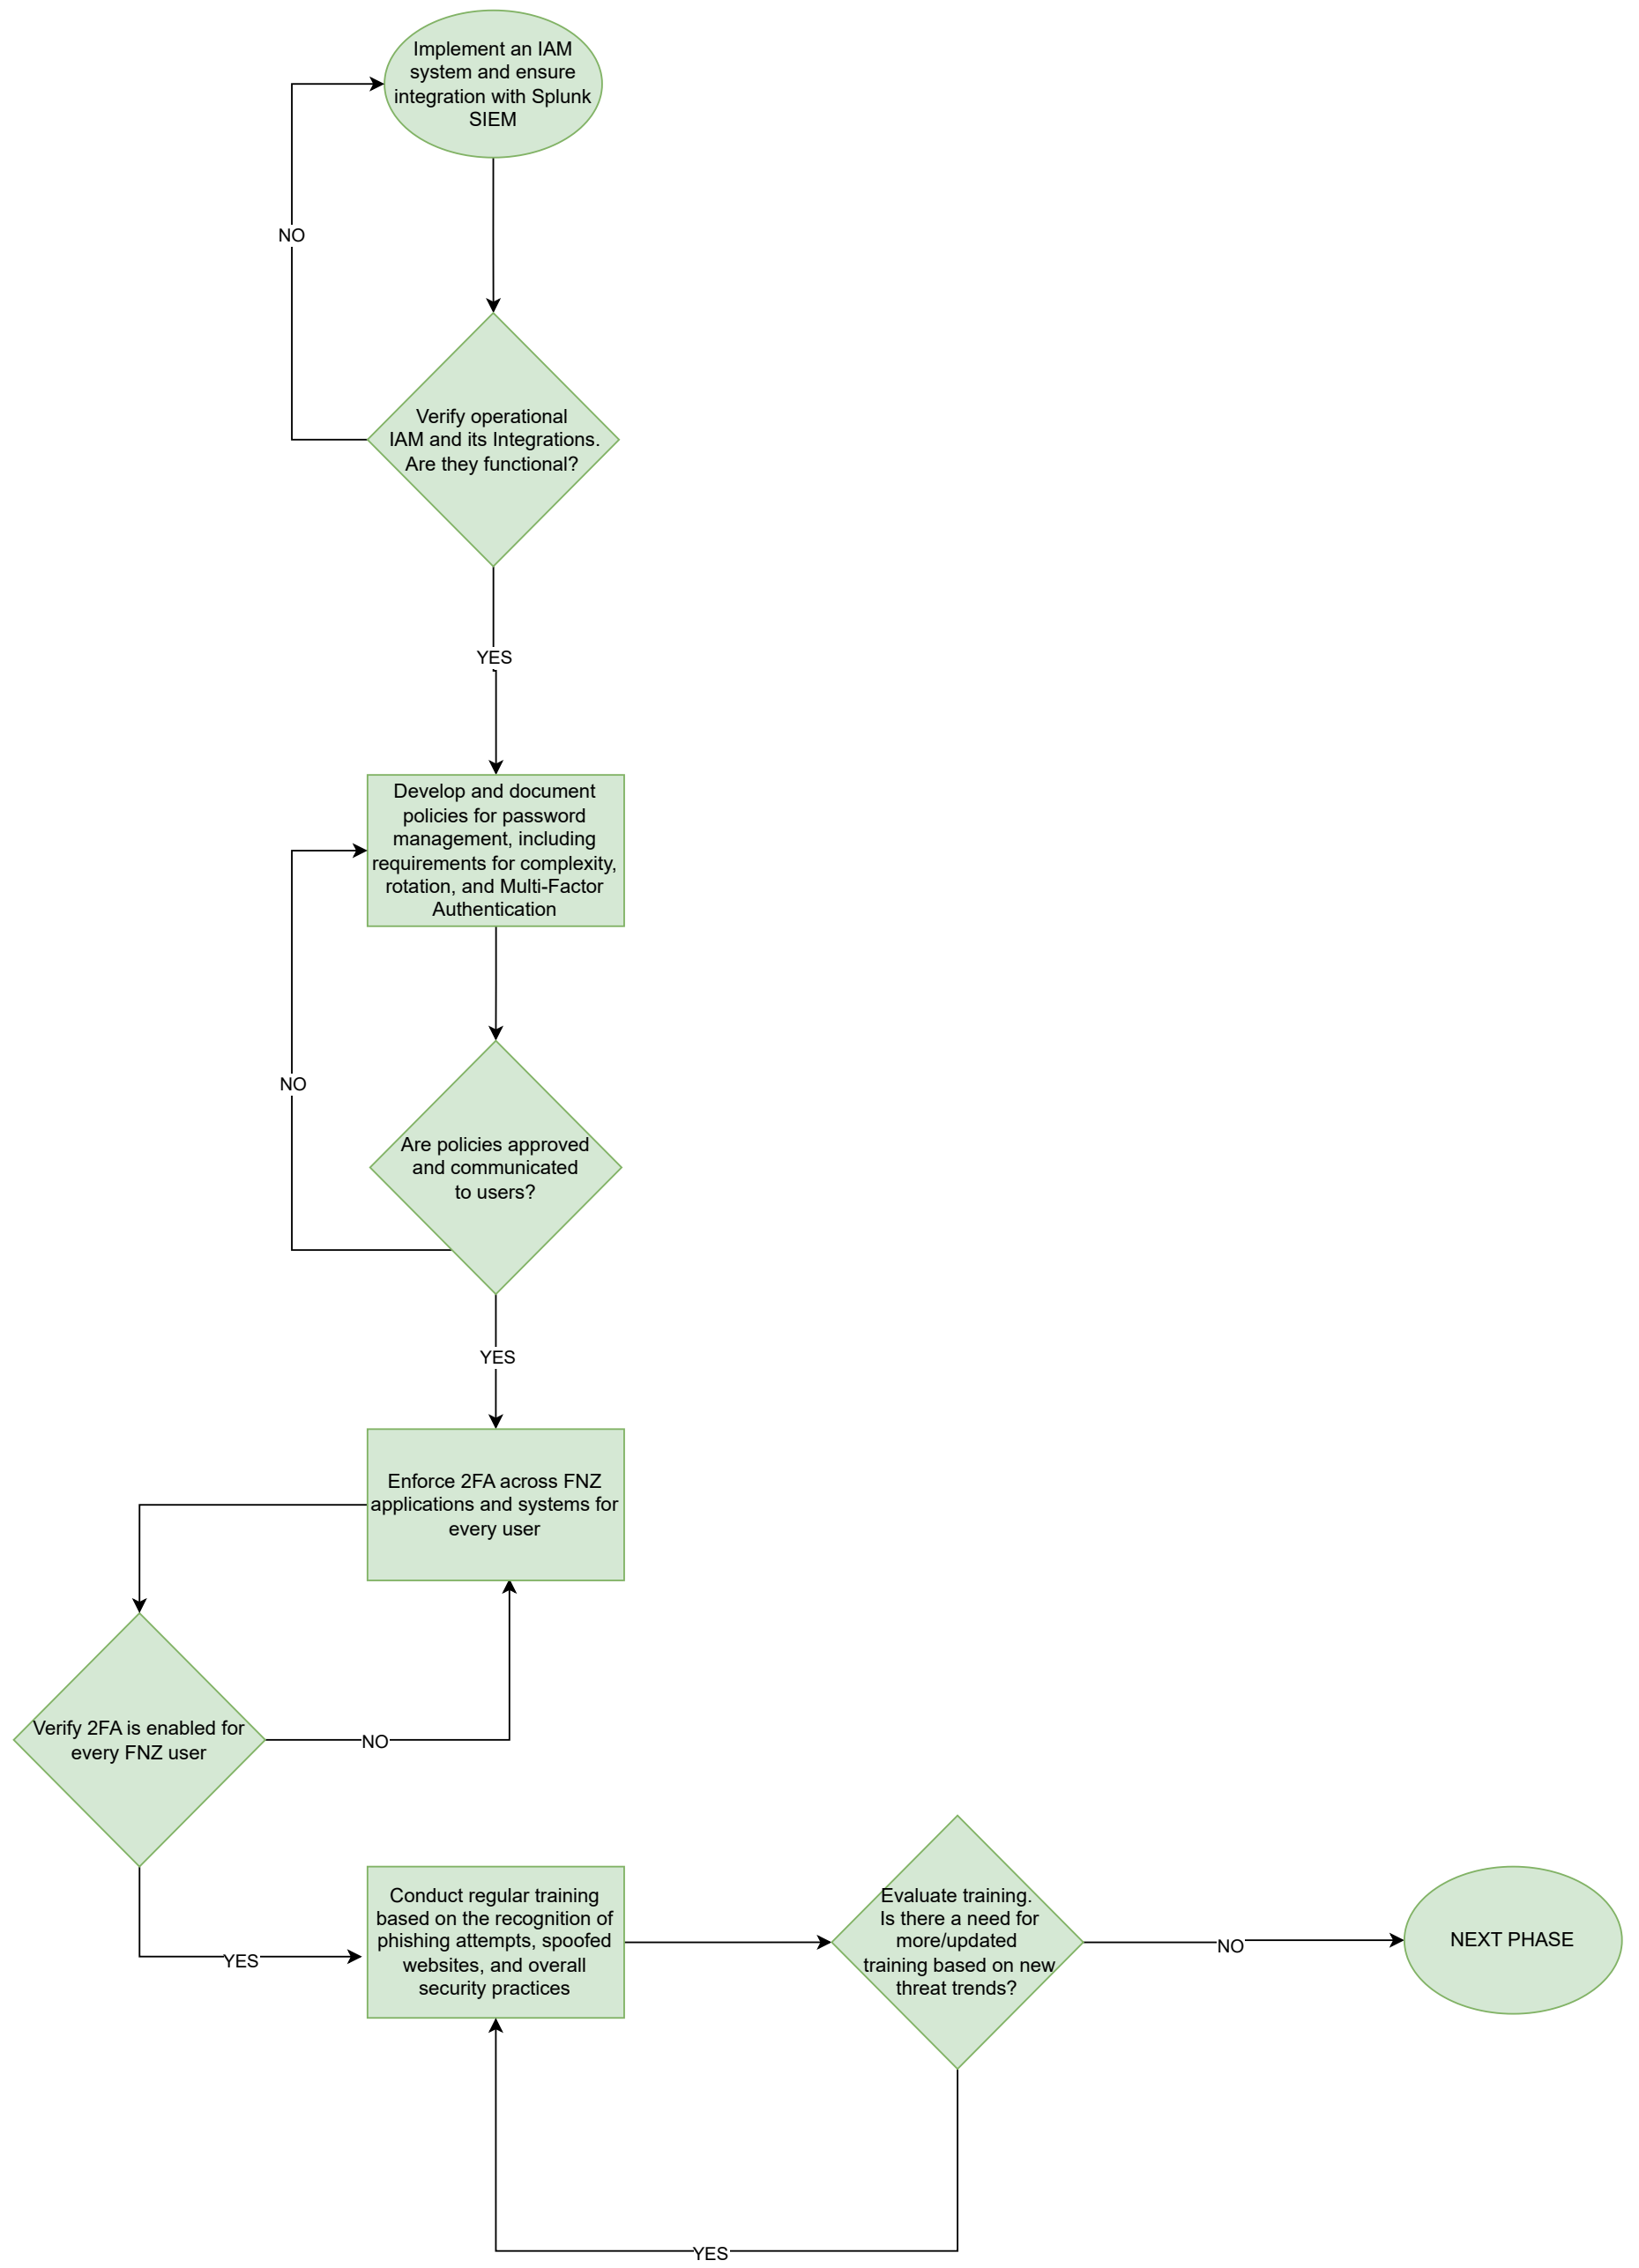 Implement an IAM
system and ensure
integration with Splunk
SIEM
NO
Verify operational
IAM and its Integrations.
Are they functional?
YES
Develop and document
policies for password
management, including
requirements for complexity,
rotation, and Multi-Factor
Authentication
NO
Are policies approved
and communicated
to users?
YES
Enforce 2FA across FNZ
applications and systems for
every user
Verify 2FA is enabled for
every FNZ user
NO
YES
Conduct regular training
based on the recognition of
phishing attempts, spoofed
websites, and overall
security practices
Evaluate training.
Is there a need for
more/updated
training based on new
threat trends?
NO
NEXT PHASE
YES